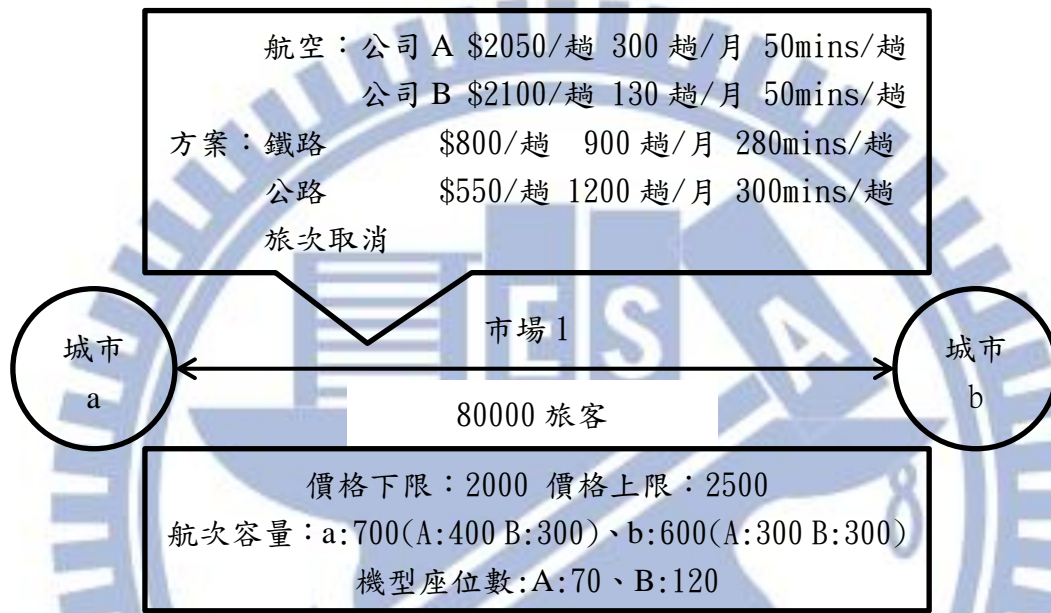 航空：公司 A $2050/趟 300 趟/月 50mins/趟
公司 B $2100/趟 130 趟/月 50mins/趟
方案：鐵路 $800/趟 900 趟/月 280mins/趟
公路 $550/趟 1200 趟/月 300mins/趟
旅次取消
市場 1
城市
a
城市
b
80000 旅客
價格下限：2000 價格上限：2500
航次容量：a:700(A:400 B:300)、b:600(A:300 B:300)
機型座位數:A:70、B:120
E S A
8